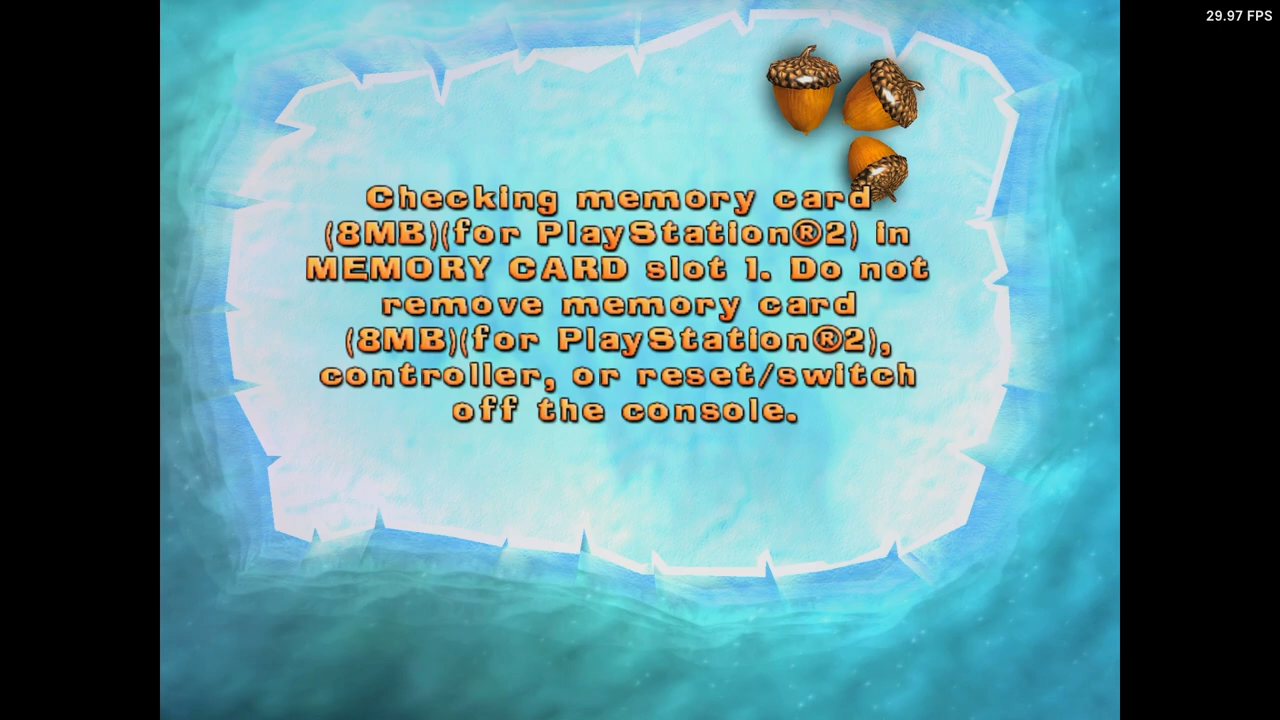 29.97 FPS
Checking memory card
(8MB)(for PlayStation®2) in
MEMORY CARD slot 1. Do not
remove memory card
(8MB)(for PlayStation®2),
controller, or reset/switch
off the console.